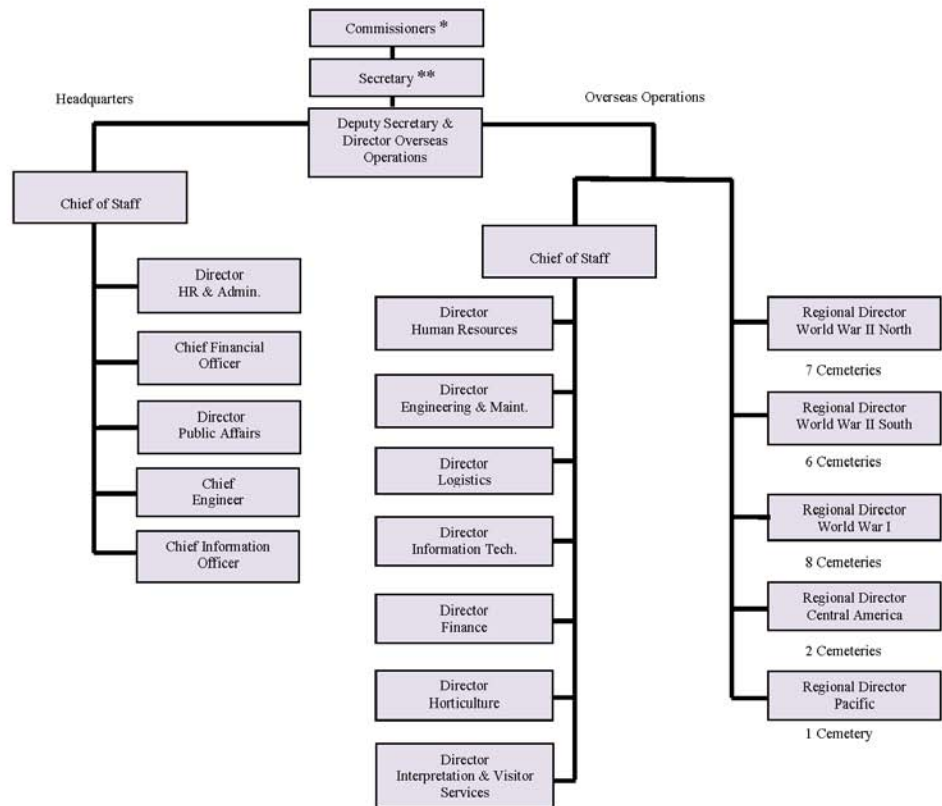 Commissioners *
Secretary **
Headquarters
Overseas Operations
Deputy Secretary &
Director Overseas
Operations
Chief of Staff
Director
HR & Admin.
Chief Financial
Officer
Director
Public Affairs
Chief
Engineer
Chief Information
Officer
Chief of Staff
Director
Human Resources
Director
Engineering & Maint.
Director
Logistics
Director
Information Tech.
Director
Finance
Director
Horticulture
Director
Interpretation & Visitor
Services
Regional Director
World War II North
7 Cemeteries
Regional Director
World War II South
6 Cemeteries
Regional Director
World War I
8 Cemeteries
Regional Director
Central America
2 Cemeteries
Regional Director
Pacific
1 Cemetery